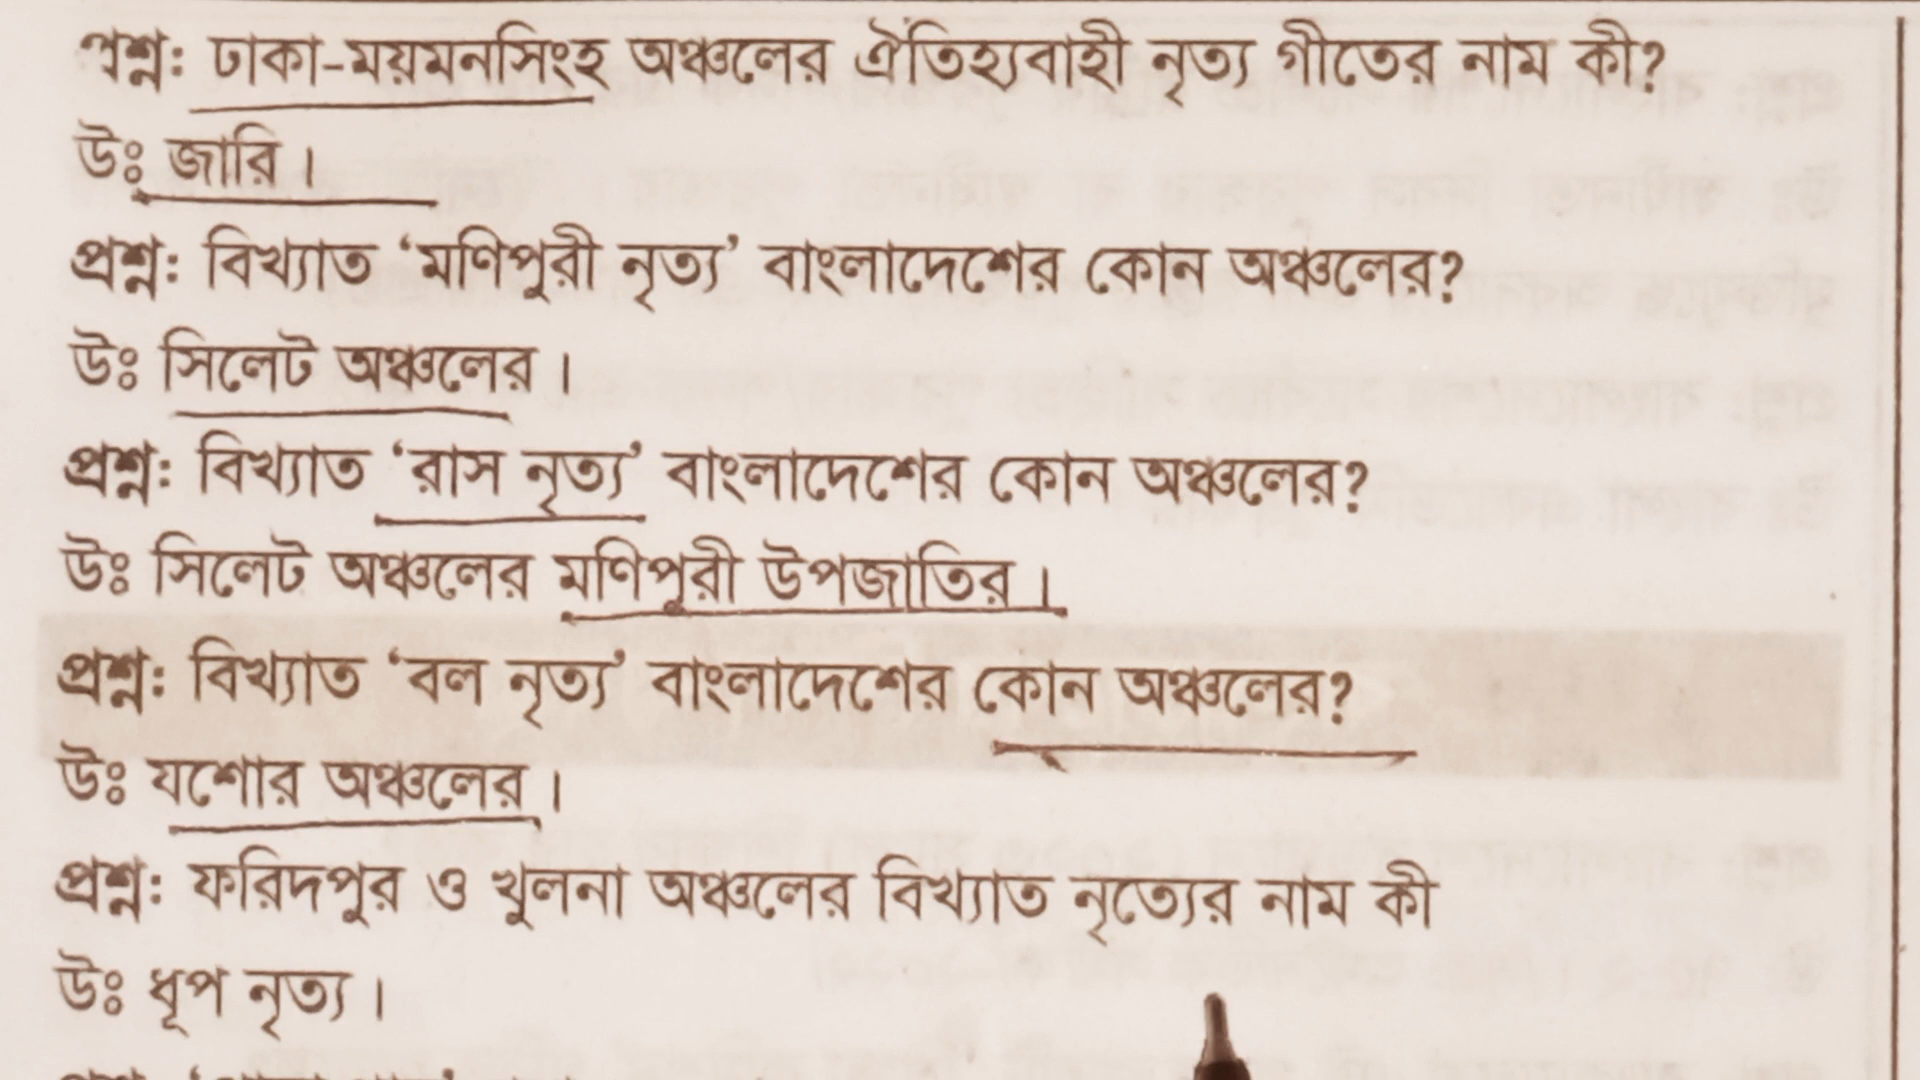 প্রশ্ন: ঢাকা-ময়মনসিংহ অঞ্চলের ঐতিহ্যবাহী নৃত্য গীতের নাম কী?
উঃ জারি।
প্রশ্ন: বিখ্যাত ‘মণিপুরী নৃত্য’ বাংলাদেশের কোন অঞ্চলের?
উঃ সিলেট অঞ্চলের।
প্রশ্ন: বিখ্যাত ‘রাস নৃত্য’ বাংলাদেশের কোন অঞ্চলের?
উঃ সিলেট অঞ্চলের মণিপুরী উপজাতির।
প্রশ্ন: বিখ্যাত ‘বল নৃত্য’ বাংলাদেশের কোন অঞ্চলের?
উঃ যশোর অঞ্চলের।
প্রশ্ন: ফরিদপুর ও খুলনা অঞ্চলের বিখ্যাত নৃত্যের নাম কী
উঃ ধূপ নৃত্য।